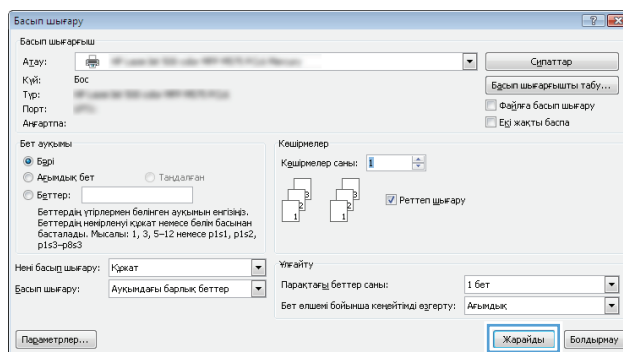 Басып шығару
Басып шығарғыш
Атау:
Сипаттар
Күй: Бос
Басып шығарғышты табу...
Түр:
Файлға басып шығару
Порт:
Екі жақты баспа
Аңғартпа:
Бет ауқымы
Бәрі
Ағымдық бет Таңдалған
Беттер:
Беттердің үтірлермен бөлінген ауқымын енгізіңіз.
Беттердің нөмірленуі құжат немесе бөлім басынан
басталады. Мысалы: 1, 3, 5–12 немесе p1s1, p1s2,
p1s3–p8s3
Көшірмелер
Көшірмелер саны: 1
Реттеп шығару
Нені басып шығару: Құжат
Басып шығару: Ауқымдағы барлық беттер
Ұлғайту
Парақтағы беттер саны: 1 бет
Бет өлшемі бойынша кеңейтімді өзгерту: Ағымдық
Параметрлер...
Жарайды
Болдырмау